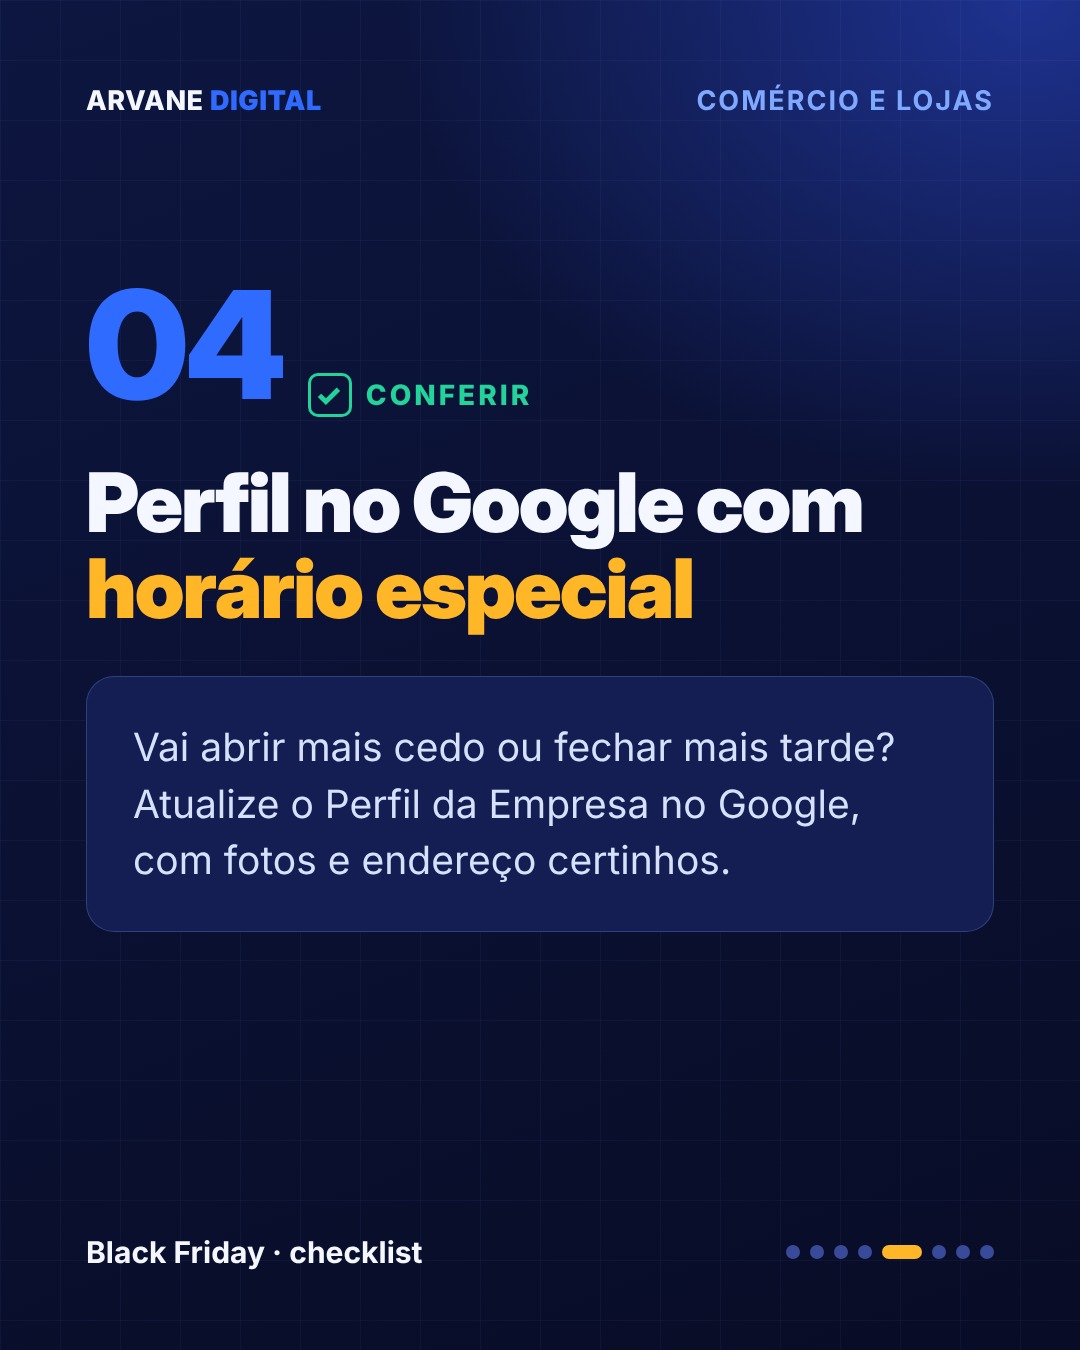 ARVANE DIGITAL
COMÉRCIO E LOJAS
04
CONFERIR
Perfil no Google com
horário especial
Vai abrir mais cedo ou fechar mais tarde?
Atualize o Perfil da Empresa no Google,
com fotos e endereço certinhos.
Black Friday · checklist